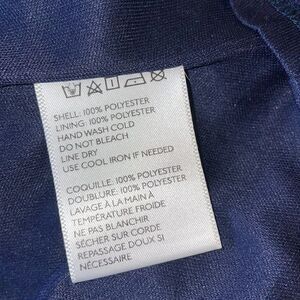 SHELL: 100% POLYESTER
LINING: 100% POLYESTER
HAND WASH COLD
DO NOT BLEACH
LINE DRY
USE COOL IRON IF NEEDED
COQUILLE: 100% POLYESTER
DOUBLURE: 100% POLYESTER
LAVAGE À LA MAIN À
TEMPÉRATURE FROIDE
NE PAS BLANCHIR
SÉCHER SUR CORDE
REPASSAGE DOUX SI
NÉCESSAIRE